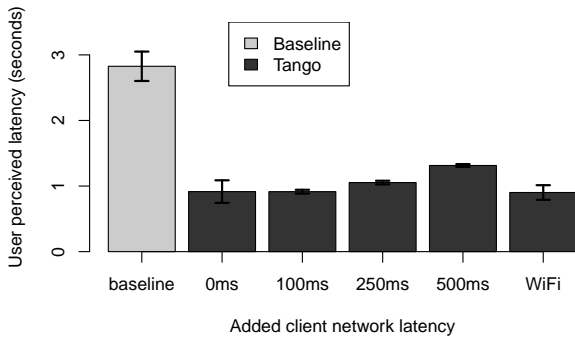 Baseline
Tango
User perceived latency (seconds)
3
2
1
0
baseline 0ms 100ms 250ms 500ms WiFi
Added client network latency